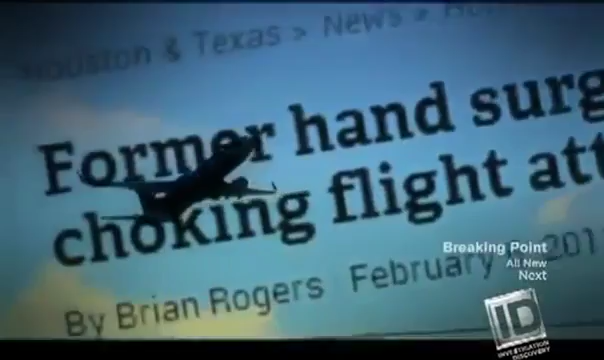 Houston & Texas > News >
Former hand surg
choking flight att
By Brian Rogers February 201
Breaking Point
All New
Next
ID
INVESTIGATION
DISCOVERY